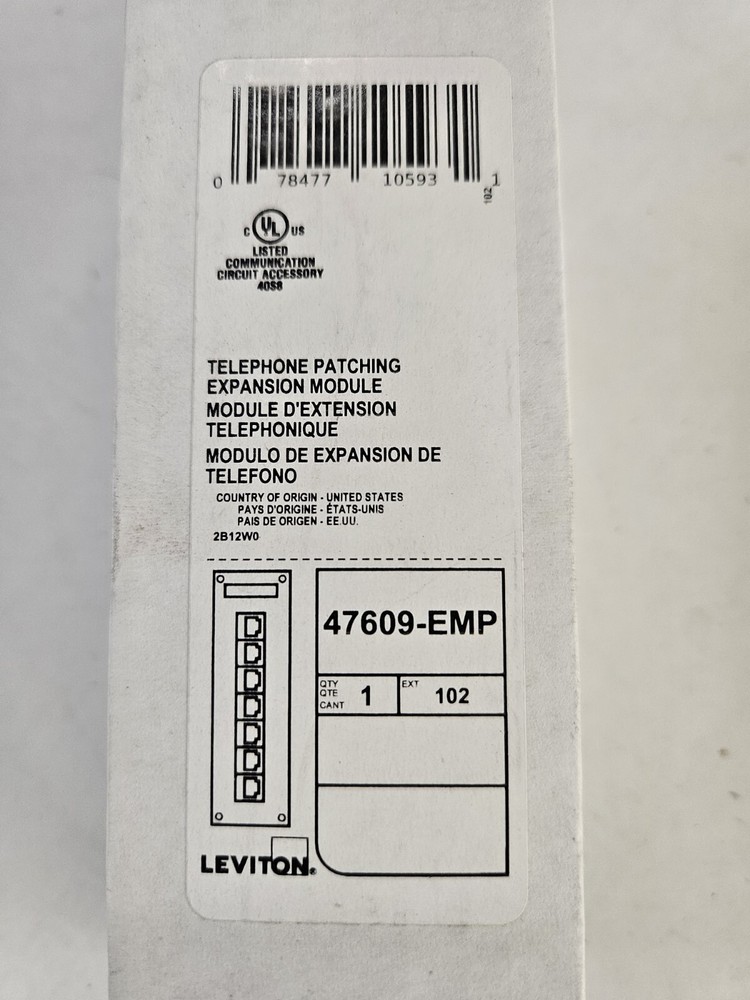 0 78477 10593 1
102
C UL US
LISTED
COMMUNICATION
CIRCUIT ACCESSORY
40S8
TELEPHONE PATCHING
EXPANSION MODULE
MODULE D'EXTENSION
TELEPHONIQUE
MODULO DE EXPANSION DE
TELEFONO
COUNTRY OF ORIGIN - UNITED STATES
PAYS D'ORIGINE - ÉTATS-UNIS
PAIS DE ORIGEN - EE.UU.
2B12W0
47609-EMP
QTY
QTE
CANT
1
EXT
102
LEVITON®